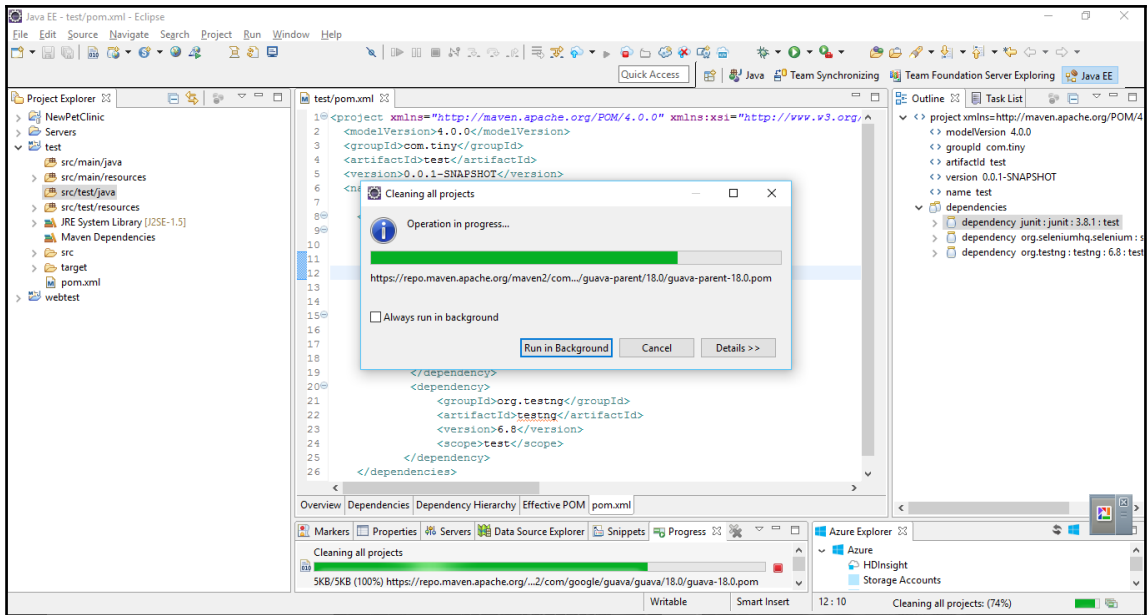 Java EE - test/pom.xml - Eclipse
File Edit Source Navigate Search Project Run Window Help
Quick Access
Java
Team Synchronizing
Team Foundation Server Exploring
Java EE
Project Explorer
NewPetClinic
Servers
test
src/main/java
src/main/resources
src/test/java
src/test/resources
JRE System Library [J2SE-1.5]
Maven Dependencies
src
target
pom.xml
webtest
test/pom.xml
1 <project xmlns="http://maven.apache.org/POM/4.0.0" xmlns:xsi="http://www.w3.org/
2 <modelVersion>4.0.0</modelVersion>
3 <groupId>com.tiny</groupId>
4 <artifactId>test</artifactId>
5 <version>0.0.1-SNAPSHOT</version>
6 <na
7
8 <
9
10
11
12
13
14
15
16
17
18
19 </dependency>
20 <dependency>
21 <groupId>org.testng</groupId>
22 <artifactId>testng</artifactId>
23 <version>6.8</version>
24 <scope>test</scope>
25 </dependency>
26 </dependencies>
Cleaning all projects
Operation in progress...
https://repo.maven.apache.org/maven2/com.../guava-parent/18.0/guava-parent-18.0.pom
Always run in background
Run in Background
Cancel
Details >>
Overview Dependencies Dependency Hierarchy Effective POM pom.xml
Outline
Task List
project xmlns=http://maven.apache.org/POM/4
modelVersion 4.0.0
groupId com.tiny
artifactId test
version 0.0.1-SNAPSHOT
name test
dependencies
dependency junit : junit : 3.8.1 : test
dependency org.seleniumhq.selenium : s
dependency org.testng : testng : 6.8 : test
Markers Properties Servers Data Source Explorer Snippets Progress
Cleaning all projects
5KB/5KB (100%) https://repo.maven.apache.org/...2/com/google/guava/guava/18.0/guava-18.0.pom
Azure Explorer
Azure
HDInsight
Storage Accounts
Writable
Smart Insert
12 : 10
Cleaning all projects: (74%)